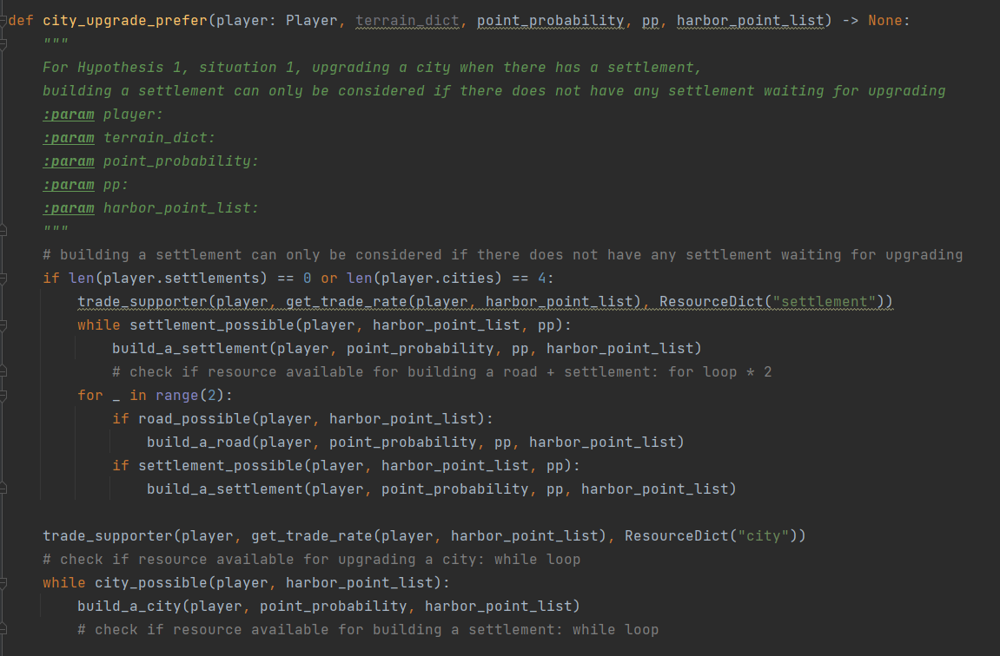 def city_upgrade_prefer(player: Player, terrain_dict, point_probability, pp, harbor_point_list) -> None:
    """
    For Hypothesis 1, situation 1, upgrading a city when there has a settlement,
    building a settlement can only be considered if there does not have any settlement waiting for upgrading
    :param player:
    :param terrain_dict:
    :param point_probability:
    :param pp:
    :param harbor_point_list:
    """
    # building a settlement can only be considered if there does not have any settlement waiting for upgrading
    if len(player.settlements) == 0 or len(player.cities) == 4:
        trade_supporter(player, get_trade_rate(player, harbor_point_list), ResourceDict("settlement"))
        while settlement_possible(player, harbor_point_list, pp):
            build_a_settlement(player, point_probability, pp, harbor_point_list)
            # check if resource available for building a road + settlement: for loop * 2
        for _ in range(2):
            if road_possible(player, harbor_point_list):
                build_a_road(player, point_probability, pp, harbor_point_list)
            if settlement_possible(player, harbor_point_list, pp):
                build_a_settlement(player, point_probability, pp, harbor_point_list)
    trade_supporter(player, get_trade_rate(player, harbor_point_list), ResourceDict("city"))
    # check if resource available for upgrading a city: while loop
    while city_possible(player, harbor_point_list):
        build_a_city(player, point_probability, harbor_point_list)
        # check if resource available for building a settlement: while loop